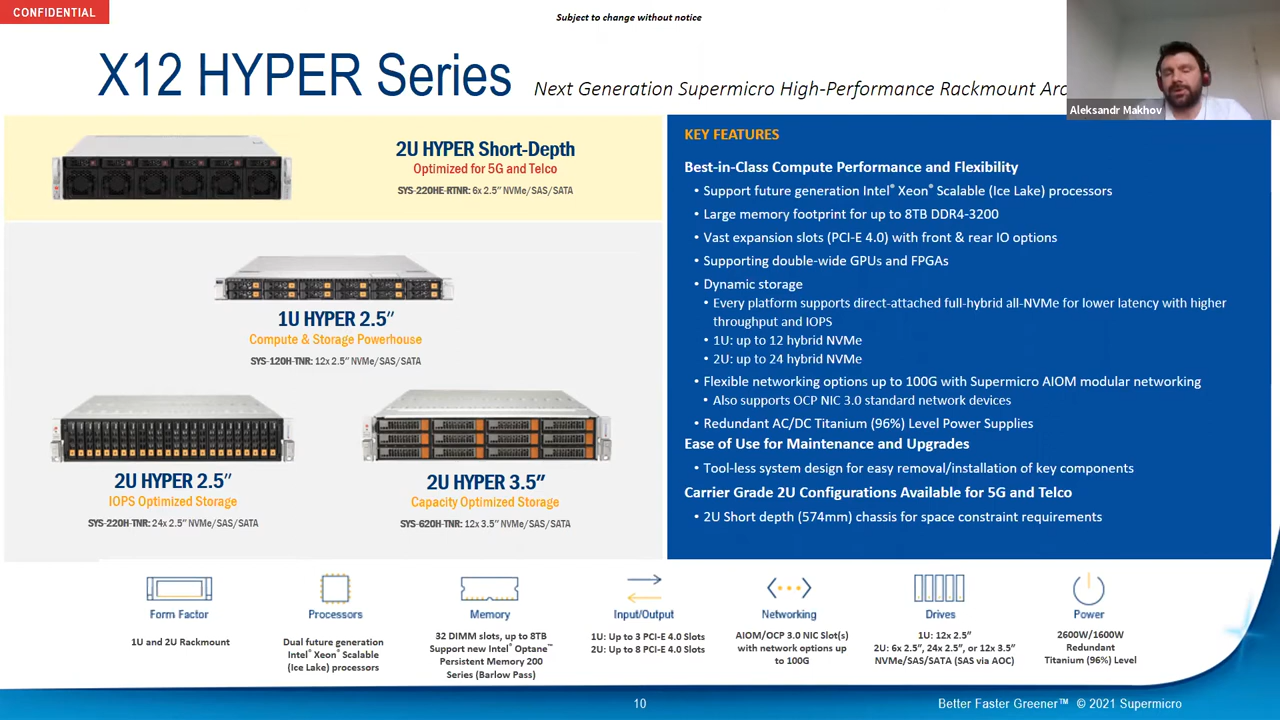 CONFIDENTIAL
Subject to change without notice
X12 HYPER Series
Next Generation Supermicro High-Performance Rackmount
Aleksandr Makhov
2U HYPER Short-Depth
Optimized for 5G and Telco
SYS-220HE-RTNR: 6x 2.5″ NVMe/SAS/SATA
1U HYPER 2.5″
Compute & Storage Powerhouse
SYS-120H-TNR: 12x 2.5″ NVMe/SAS/SATA
2U HYPER 2.5″
IOPS Optimized Storage
SYS-220H-TNR: 24x 2.5″ NVMe/SAS/SATA
2U HYPER 3.5″
Capacity Optimized Storage
SYS-620H-TNR: 12x 3.5″ NVMe/SAS/SATA
KEY FEATURES
Best-in-Class Compute Performance and Flexibility
• Support future generation Intel® Xeon® Scalable (Ice Lake) processors
• Large memory footprint for up to 8TB DDR4-3200
• Vast expansion slots (PCI-E 4.0) with front & rear IO options
• Supporting double-wide GPUs and FPGAs
• Dynamic storage
• Every platform supports direct-attached full-hybrid all-NVMe for lower latency with higher
throughput and IOPS
• 1U: up to 12 hybrid NVMe
• 2U: up to 24 hybrid NVMe
• Flexible networking options up to 100G with Supermicro AIOM modular networking
• Also supports OCP NIC 3.0 standard network devices
• Redundant AC/DC Titanium (96%) Level Power Supplies
Ease of Use for Maintenance and Upgrades
• Tool-less system design for easy removal/installation of key components
Carrier Grade 2U Configurations Available for 5G and Telco
• 2U Short depth (574mm) chassis for space constraint requirements
Form Factor
1U and 2U Rackmount
Processors
Dual future generation
Intel® Xeon® Scalable
(Ice Lake) processors
Memory
32 DIMM slots, up to 8TB
Support new Intel® Optane™
Persistent Memory 200
Series (Barlow Pass)
Input/Output
1U: Up to 3 PCI-E 4.0 Slots
2U: Up to 8 PCI-E 4.0 Slots
Networking
AIOM/OCP 3.0 NIC Slot(s)
with network options up
to 100G
Drives
1U: 12x 2.5″
2U: 6x 2.5″, 24x 2.5″, or 12x 3.5″
NVMe/SAS/SATA (SAS via AOC)
Power
2600W/1600W
Redundant
Titanium (96%) Level
10
Better Faster Greener™ © 2021 Supermicro